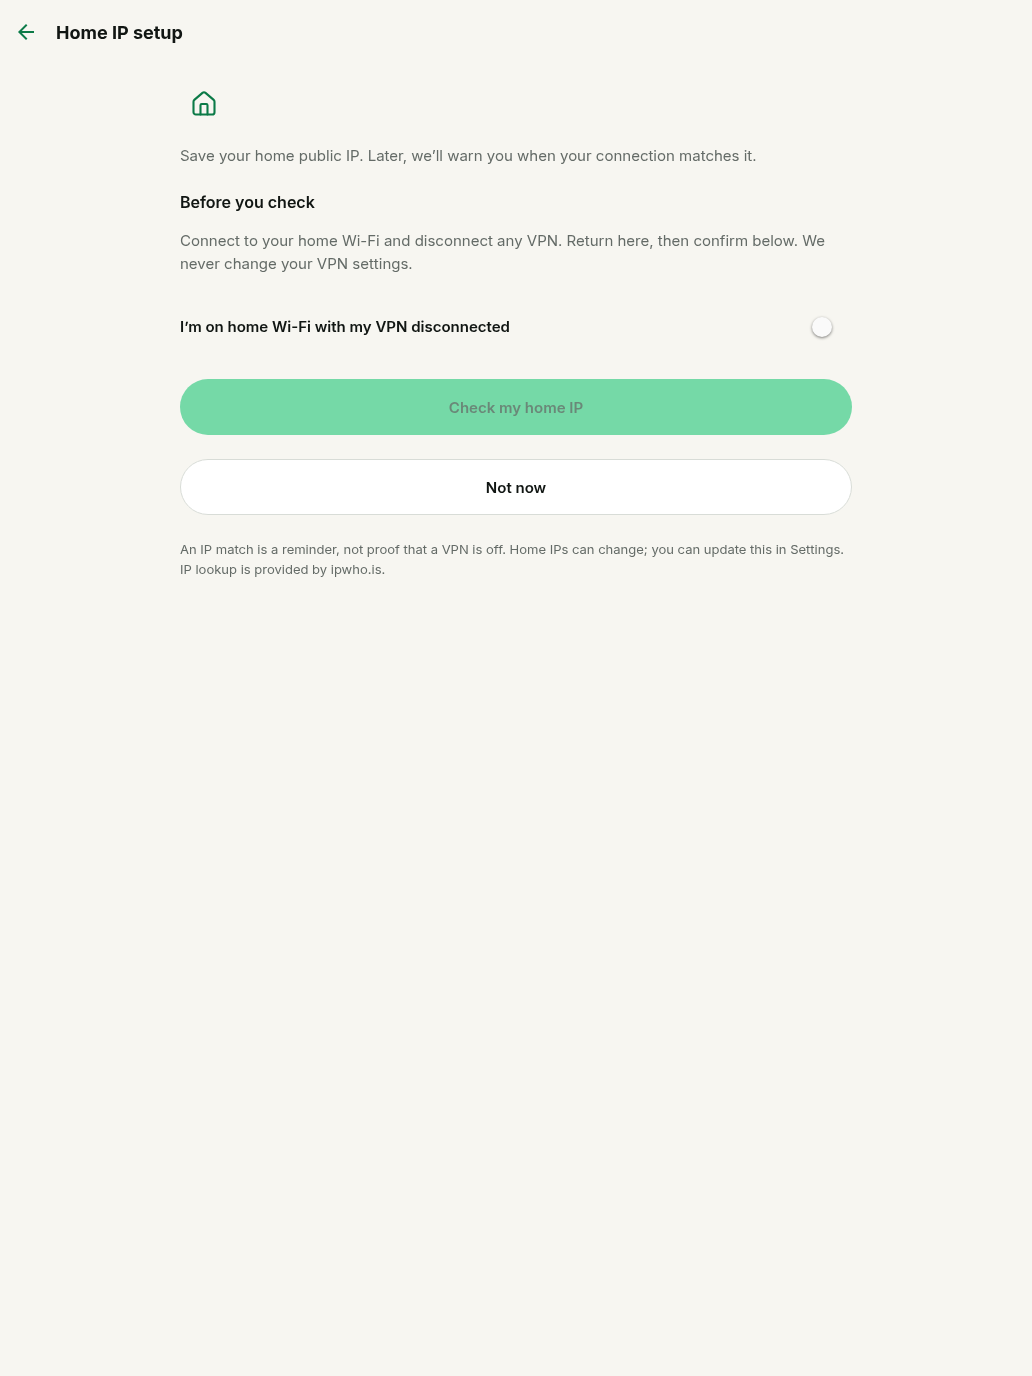 Home IP setup
Save your home public IP. Later, we’ll warn you when your connection matches it.
Before you check
Connect to your home Wi-Fi and disconnect any VPN. Return here, then confirm below. We
never change your VPN settings.
I’m on home Wi-Fi with my VPN disconnected
Check my home IP
Not now
An IP match is a reminder, not proof that a VPN is off. Home IPs can change; you can update this in Settings.
IP lookup is provided by ipwho.is.